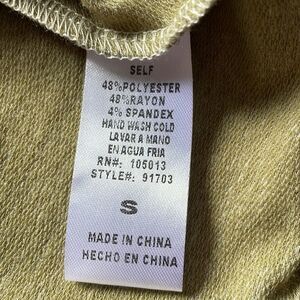 SELF
48%POLYESTER
48%RAYON
4% SPANDEX
HAND WASH COLD
LAVAR A MANO
EN AGUA FRIA
RN#: 105013
STYLE#: 91703
S
MADE IN CHINA
HECHO EN CHINA